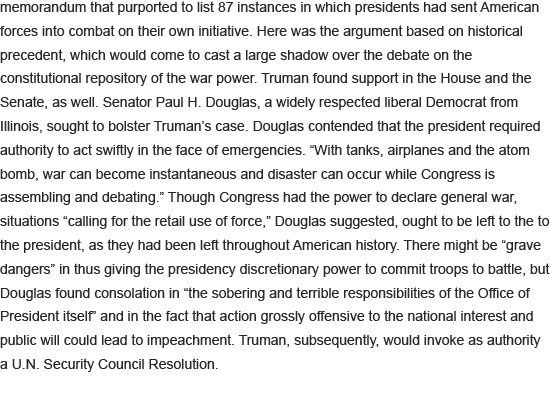 memorandum that purported to list 87 instances in which presidents had sent American
forces into combat on their own initiative. Here was the argument based on historical
precedent, which would come to cast a large shadow over the debate on the
constitutional repository of the war power. Truman found support in the House and the
Senate, as well. Senator Paul H. Douglas, a widely respected liberal Democrat from
Illinois, sought to bolster Truman’s case. Douglas contended that the president required
authority to act swiftly in the face of emergencies. “With tanks, airplanes and the atom
bomb, war can become instantaneous and disaster can occur while Congress is
assembling and debating.” Though Congress had the power to declare general war,
situations “calling for the retail use of force,” Douglas suggested, ought to be left to the to
the president, as they had been left throughout American history. There might be “grave
dangers” in thus giving the presidency discretionary power to commit troops to battle, but
Douglas found consolation in “the sobering and terrible responsibilities of the Office of
President itself” and in the fact that action grossly offensive to the national interest and
public will could lead to impeachment. Truman, subsequently, would invoke as authority
a U.N. Security Council Resolution.